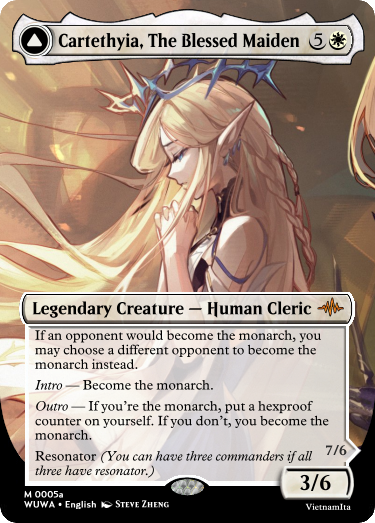 Cartethyia, The Blessed Maiden 5
Legendary Creature — Human Cleric
If an opponent would become the monarch, you
may choose a different opponent to become the
monarch instead.
Intro — Become the monarch.
Outro — If you're the monarch, put a hexproof
counter on yourself. If you don't, you become the
monarch.
Resonator (You can have three commanders if all
three have resonator.)
7/6
3/6
M 0005a
WUWA • English STEVE ZHENG
VietnamIta